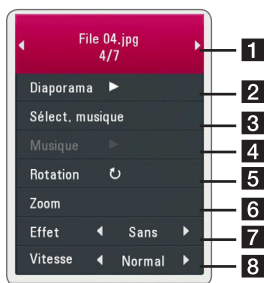 File 04.jpg
4/7
1
Diaporama
2
Sélect. musique
3
Musique
4
Rotation
5
Zoom
6
Effet Sans
7
Vitesse Normal
8